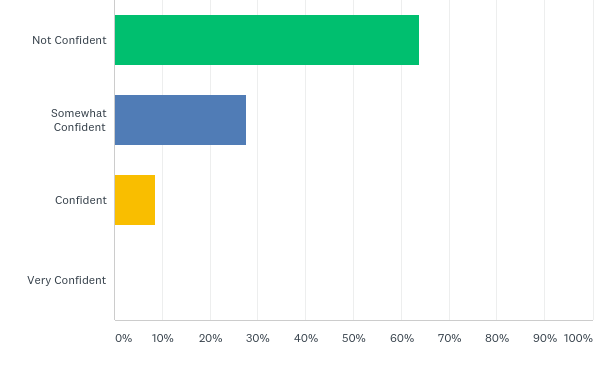 Not Confident
Somewhat
Confident
Confident
Very Confident
0% 10% 20% 30% 40% 50% 60% 70% 80% 90% 100%